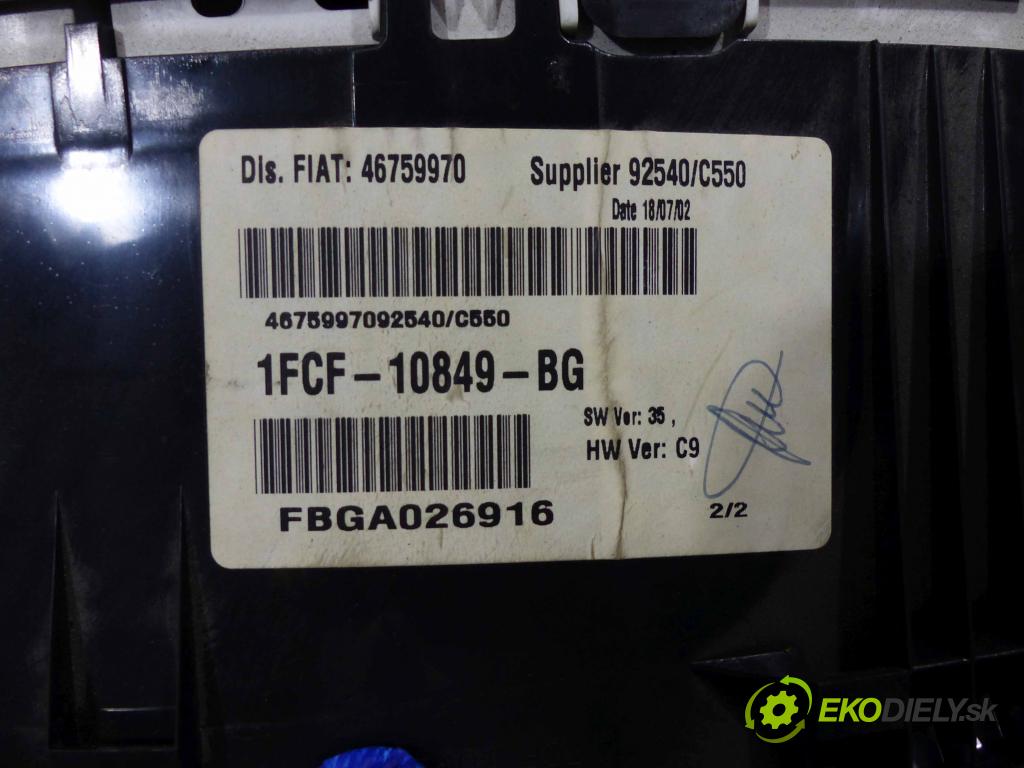 Dis. FIAT: 46759970 Supplier 92540/C550
Date 18/07/02
4675997092540/C550
1FCF-10849-BG
SW Ver: 35 ,
HW Ver: C9
FBGA026916
2/2
EKODIELY.sk